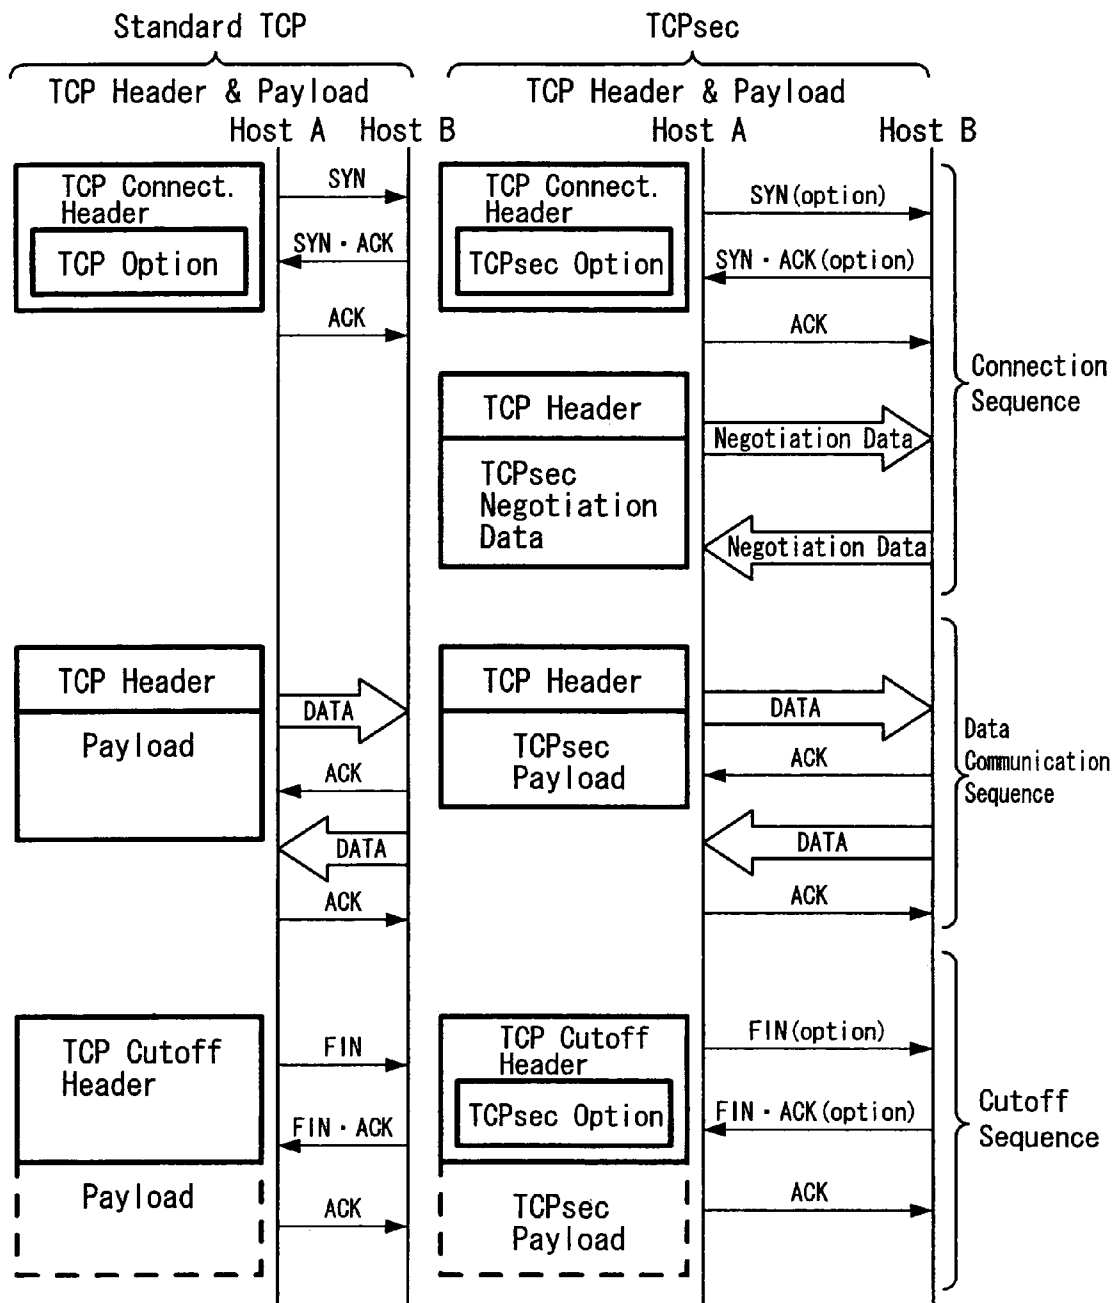 Standard TCP
TCPsec
TCP Header & Payload
TCP Header & Payload
Host A
Host B
Host A
Host B
TCP Connect.
Header
TCP Option
SYN
SYN・ACK
ACK
TCP Connect.
Header
TCPsec Option
SYN(option)
SYN・ACK(option)
ACK
TCP Header
TCPsec
Negotiation
Data
Negotiation Data
Negotiation Data
Connection
Sequence
TCP Header
Payload
DATA
ACK
DATA
ACK
TCP Header
TCPsec
Payload
DATA
ACK
DATA
ACK
Data
Communication
Sequence
TCP Cutoff
Header
Payload
FIN
FIN・ACK
ACK
TCP Cutoff
Header
TCPsec Option
TCPsec
Payload
FIN(option)
FIN・ACK(option)
ACK
Cutoff
Sequence